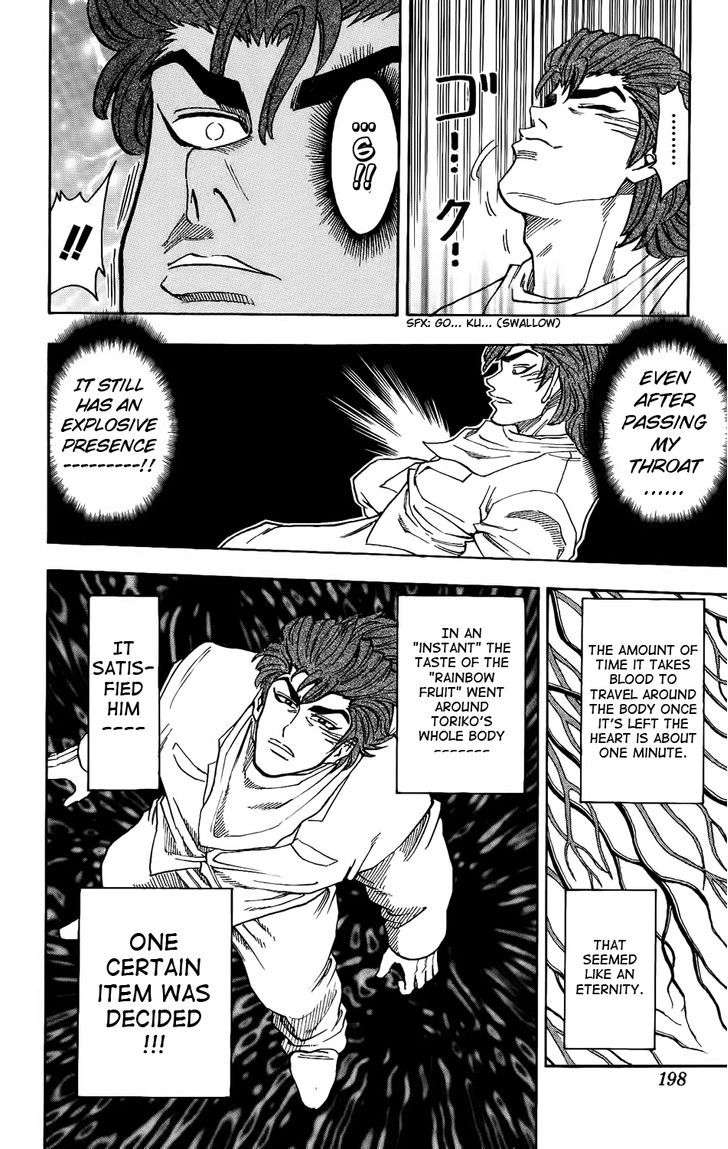 ………
ゴ・ク・
SFX: GO... KU... (SWALLOW)
!!
EVEN
AFTER
PASSING
MY
THROAT
......
IT STILL
HAS AN
EXPLOSIVE
PRESENCE
---------!!
THE AMOUNT OF
TIME IT TAKES
BLOOD TO
TRAVEL AROUND
THE BODY ONCE
IT'S LEFT THE
HEART IS ABOUT
ONE MINUTE.
THAT
SEEMED
LIKE AN
ETERNITY.
IN AN
"INSTANT" THE
TASTE OF THE
"RAINBOW
FRUIT" WENT
AROUND
TORIKO'S
WHOLE BODY
-------
IT
SATIS-
FIED
HIM
----
ONE
CERTAIN
ITEM WAS
DECIDED
!!!
198